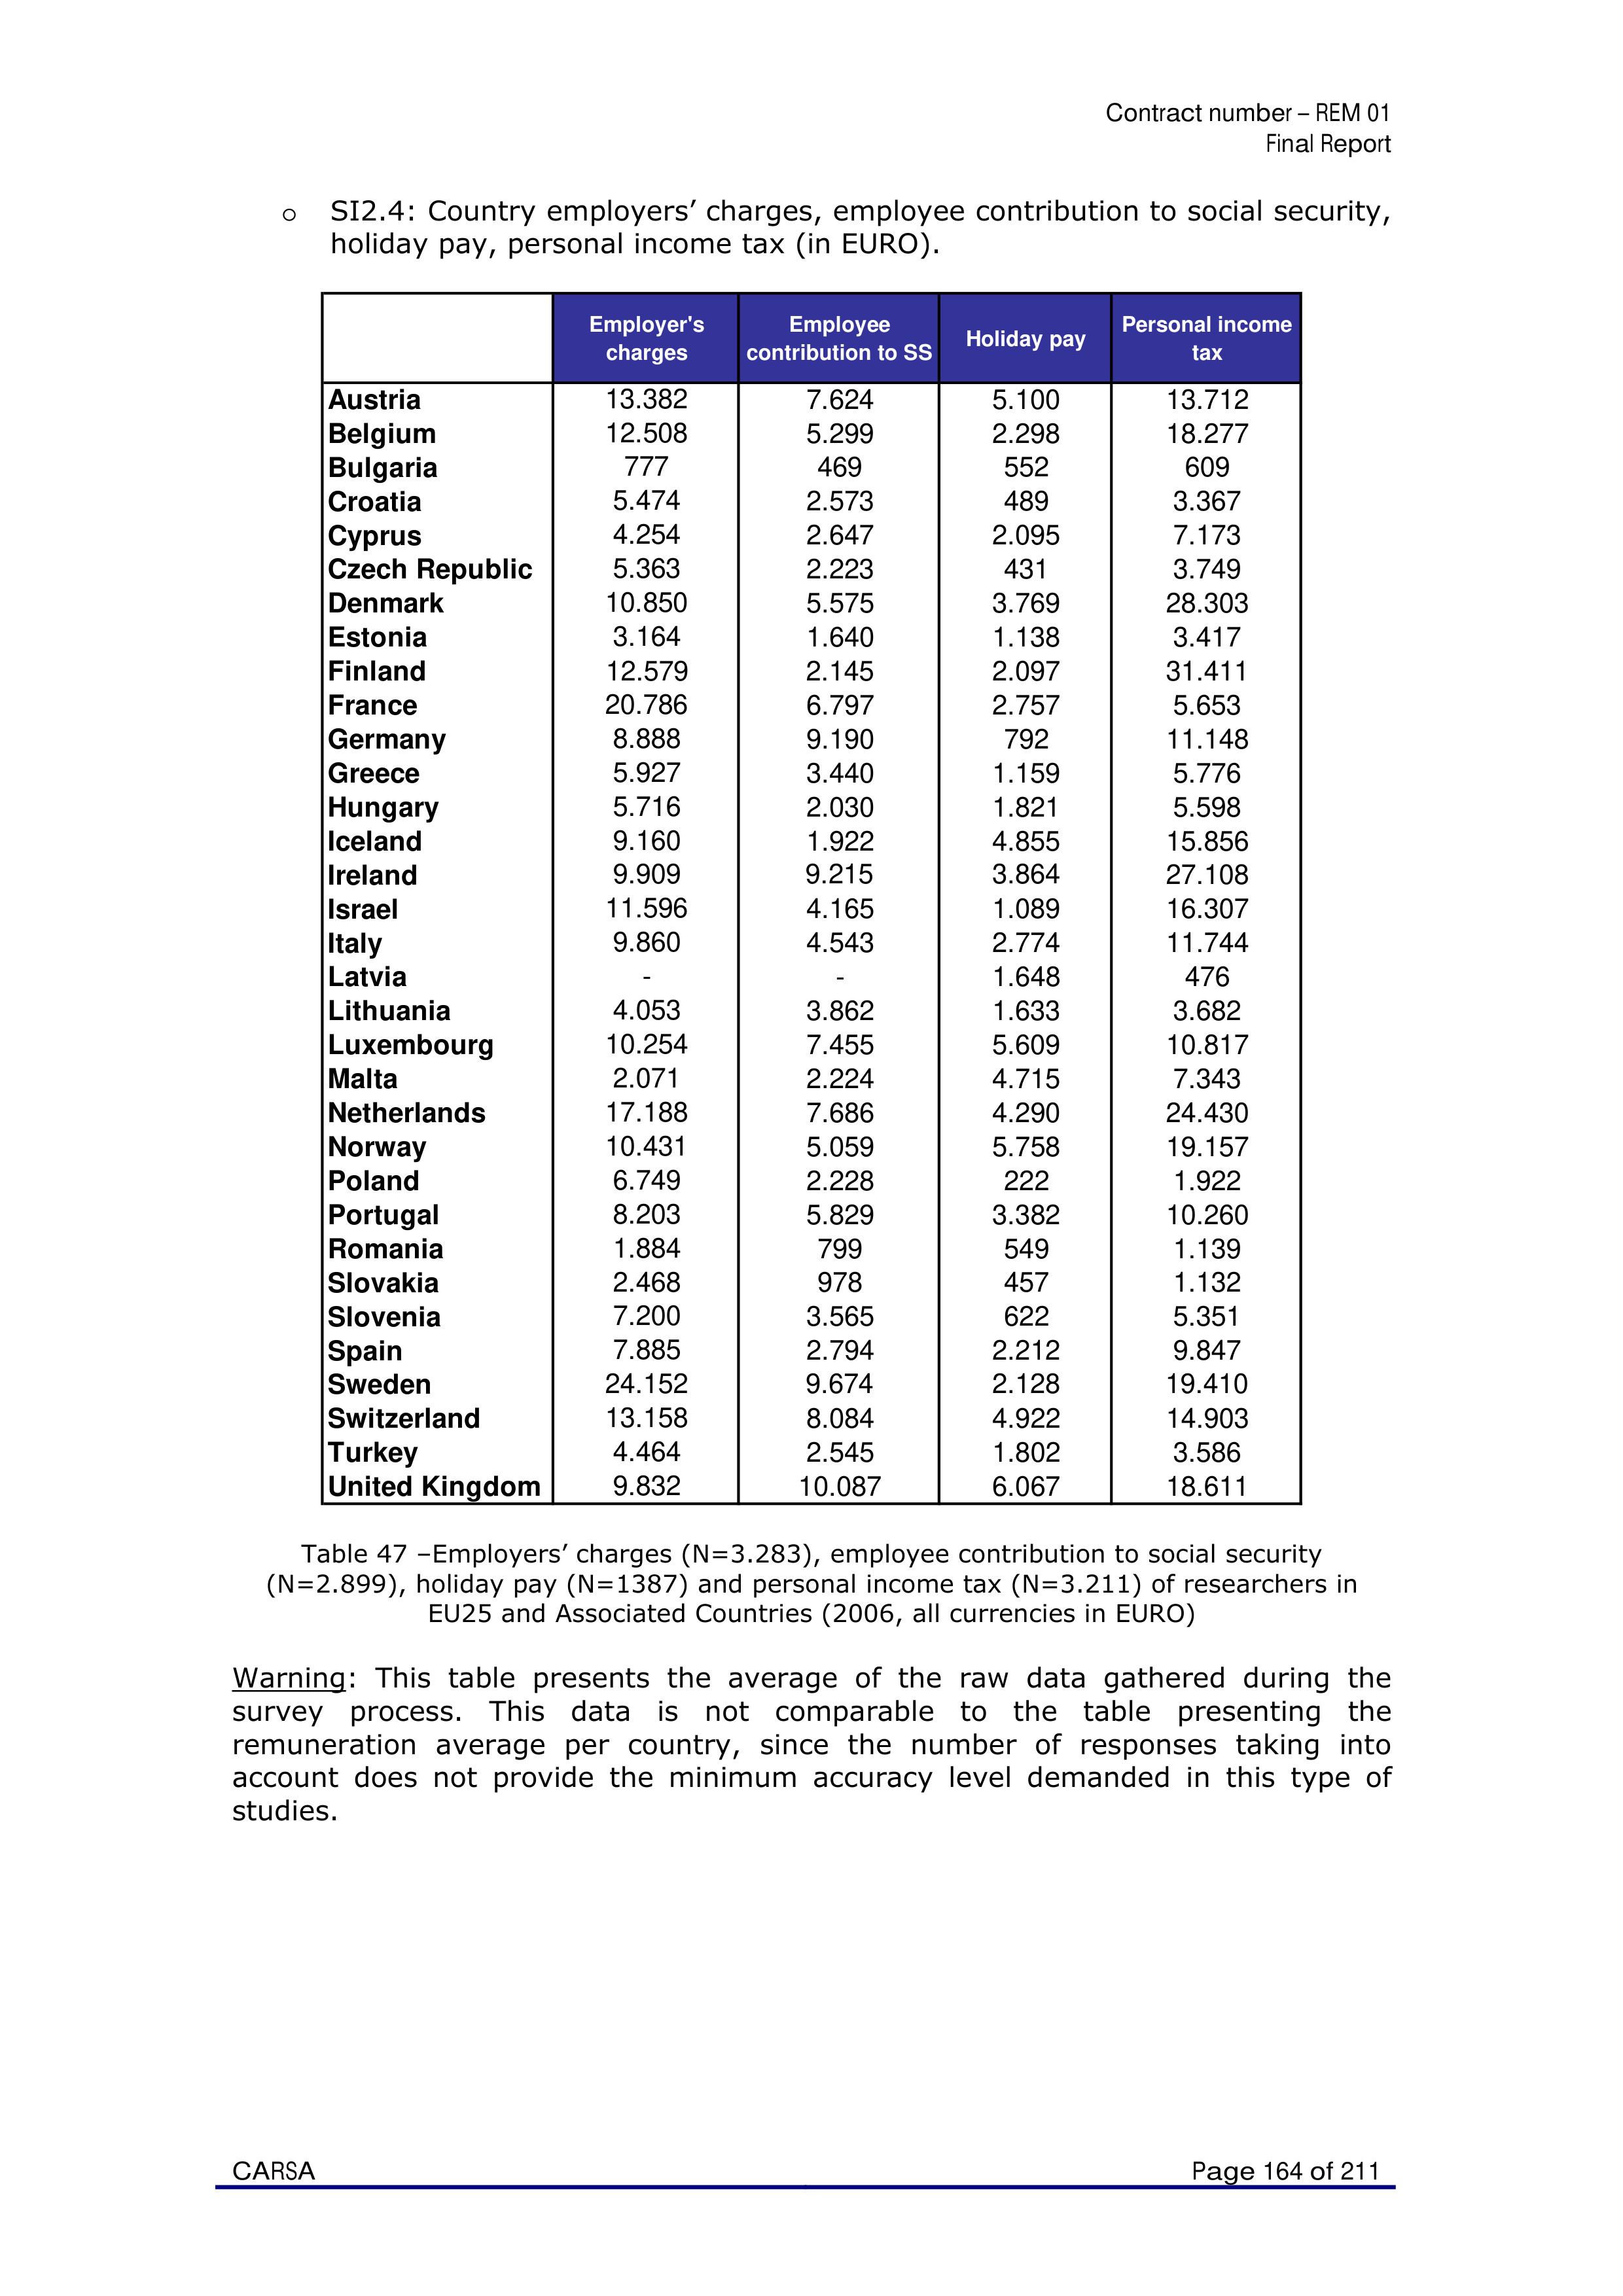 Contract number – REM 01
Final Report
o SI2.4: Country employers’ charges, employee contribution to social security,
holiday pay, personal income tax (in EURO).
Employer's charges Employee contribution to SS Holiday pay Personal income tax
Austria 13.382 7.624 5.100 13.712
Belgium 12.508 5.299 2.298 18.277
Bulgaria 777 469 552 609
Croatia 5.474 2.573 489 3.367
Cyprus 4.254 2.647 2.095 7.173
Czech Republic 5.363 2.223 431 3.749
Denmark 10.850 5.575 3.769 28.303
Estonia 3.164 1.640 1.138 3.417
Finland 12.579 2.145 2.097 31.411
France 20.786 6.797 2.757 5.653
Germany 8.888 9.190 792 11.148
Greece 5.927 3.440 1.159 5.776
Hungary 5.716 2.030 1.821 5.598
Iceland 9.160 1.922 4.855 15.856
Ireland 9.909 9.215 3.864 27.108
Israel 11.596 4.165 1.089 16.307
Italy 9.860 4.543 2.774 11.744
Latvia - - 1.648 476
Lithuania 4.053 3.862 1.633 3.682
Luxembourg 10.254 7.455 5.609 10.817
Malta 2.071 2.224 4.715 7.343
Netherlands 17.188 7.686 4.290 24.430
Norway 10.431 5.059 5.758 19.157
Poland 6.749 2.228 222 1.922
Portugal 8.203 5.829 3.382 10.260
Romania 1.884 799 549 1.139
Slovakia 2.468 978 457 1.132
Slovenia 7.200 3.565 622 5.351
Spain 7.885 2.794 2.212 9.847
Sweden 24.152 9.674 2.128 19.410
Switzerland 13.158 8.084 4.922 14.903
Turkey 4.464 2.545 1.802 3.586
United Kingdom 9.832 10.087 6.067 18.611
Table 47 –Employers’ charges (N=3.283), employee contribution to social security
(N=2.899), holiday pay (N=1387) and personal income tax (N=3.211) of researchers in
EU25 and Associated Countries (2006, all currencies in EURO)
Warning: This table presents the average of the raw data gathered during the
survey process. This data is not comparable to the table presenting the
remuneration average per country, since the number of responses taking into
account does not provide the minimum accuracy level demanded in this type of
studies.
CARSA Page 164 of 211